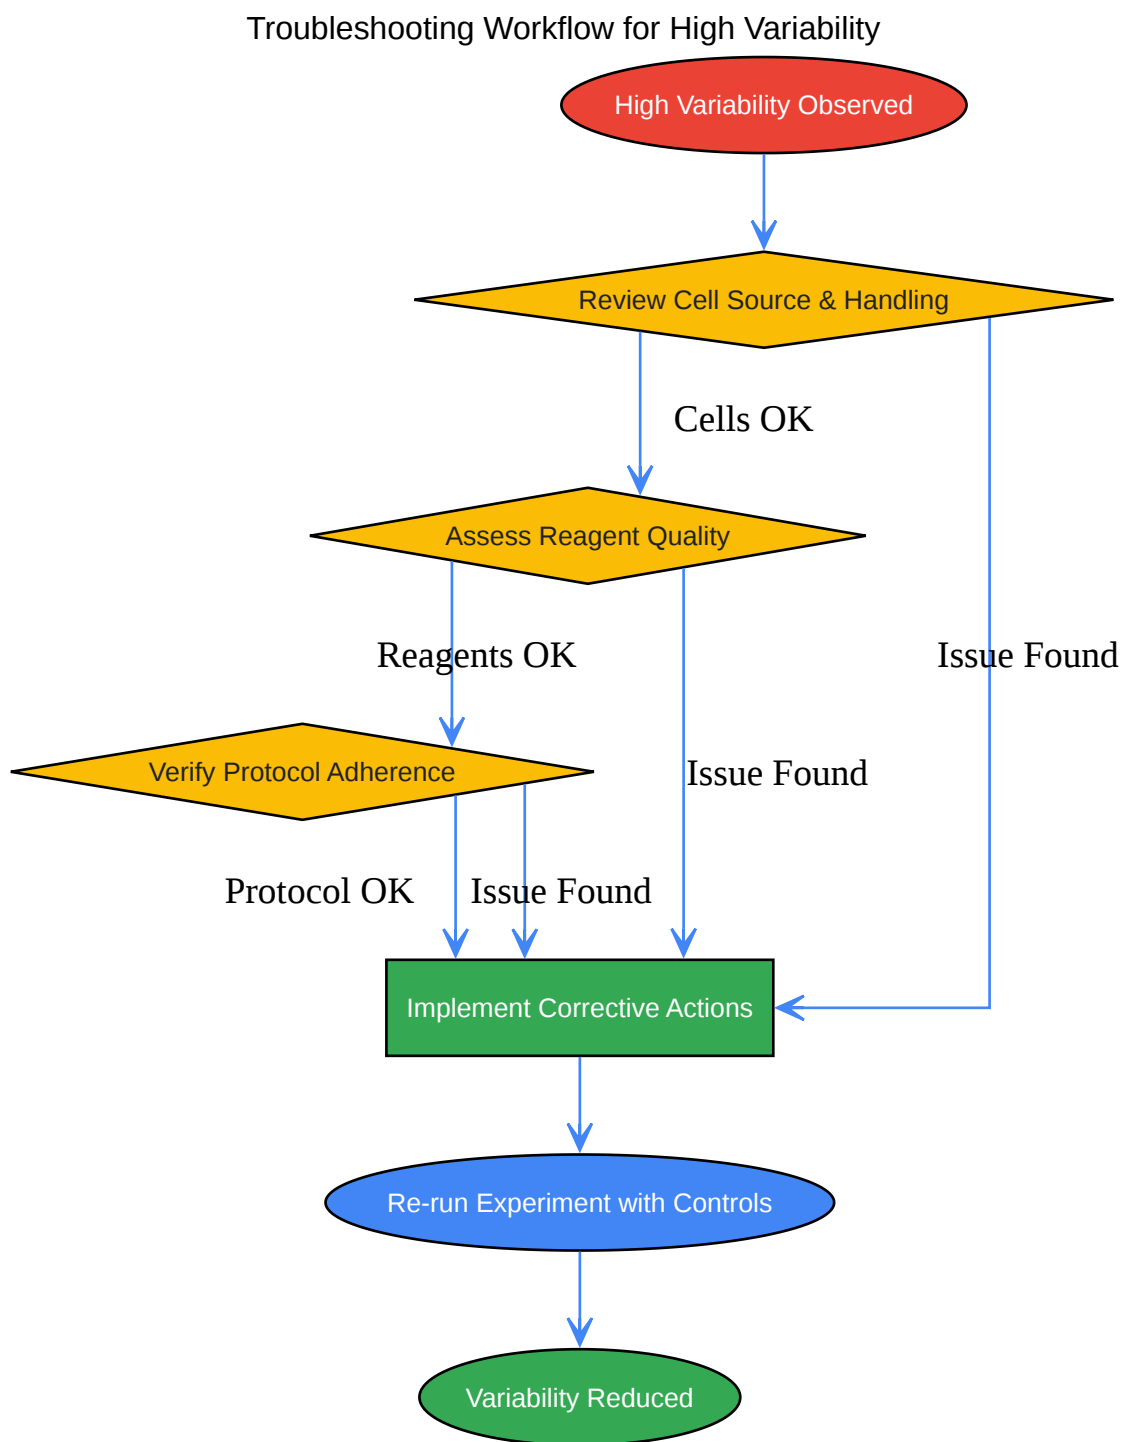 Troubleshooting Workflow for High Variability
High Variability Observed
Review Cell Source & Handling
Cells OK
Assess Reagent Quality
Reagents OK
Issue Found
Verify Protocol Adherence
Issue Found
Protocol OK
Issue Found
Implement Corrective Actions
Re-run Experiment with Controls
Variability Reduced